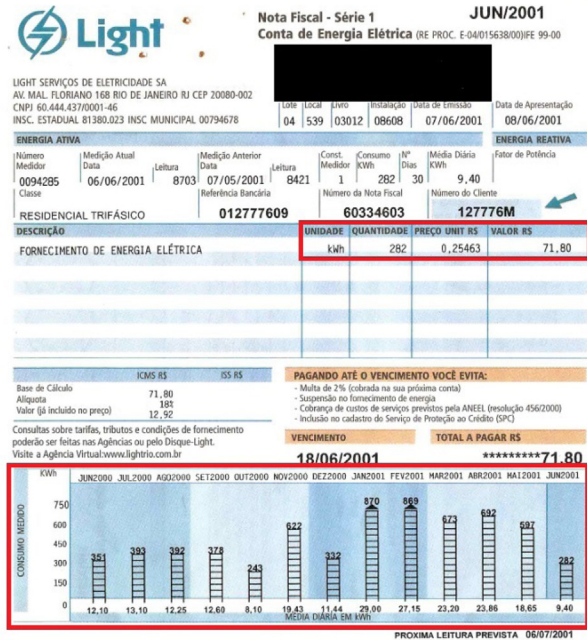 Light
Nota Fiscal - Série 1
JUN/2001
Conta de Energia Elétrica (RE PROC. E-04/015638/00)IFE 99-00
LIGHT SERVIÇOS DE ELETRICIDADE SA
AV. MAL. FLORIANO 168 RIO DE JANEIRO RJ CEP 20080-002
CNPJ 60.444.437/0001-46
INSC. ESTADUAL 81380.023 INSC MUNICIPAL 00794678
Lote Local Livro Instalação Data de Emissão Data de Apresentação
04 539 03012 08608 07/06/2001 08/06/2001
ENERGIA ATIVA ENERGIA REATIVA
Número Medidor Medição Atual Data Leitura Medição Anterior Data Leitura Const. Medidor Consumo KWh Nº Dias Média Diária KWh Fator de Potência
0094285 06/06/2001 8703 07/05/2001 8421 1 282 30 9,40
Classe Referência Bancária Número da Nota Fiscal Número do Cliente
RESIDENCIAL TRIFÁSICO 012777609 60334603 127776M
DESCRIÇÃO UNIDADE QUANTIDADE PREÇO UNIT R$ VALOR R$
FORNECIMENTO DE ENERGIA ELÉTRICA kWh 282 0,25463 71,80
ICMS R$ ISS R$
Base de Cálculo 71,80
Alíquota 18%
Valor (já incluído no preço) 12,92
PAGANDO ATÉ O VENCIMENTO VOCÊ EVITA:
- Multa de 2% (cobrada na sua próxima conta)
- Suspensão no fornecimento de energia
- Cobrança de custos de serviços previstos pela ANEEL (resolução 456/2000)
- Inclusão no cadastro do Serviço de Proteção ao Crédito (SPC)
Consultas sobre tarifas, tributos e condições de fornecimento
poderão ser feitas nas Agências ou pelo Disque-Light.
Visite a Agência Virtual:www.lightrio.com.br
VENCIMENTO TOTAL A PAGAR R$
18/06/2001 *********71,80
KWh JUN2000 JUL2000 AGO2000 SET2000 OUT2000 NOV2000 DEZ2000 JAN2001 FEV2001 MAR2001 ABR2001 MAI2001 JUN2001
CONSUMO MEDIDO
750
600
450
300
150
0
351 393 392 378 243 622 332 870 869 673 692 597 282
12,10 13,10 12,25 12,60 8,10 19,43 11,44 29,00 27,15 23,20 23,86 18,65 9,40
MÉDIA DIÁRIA EM kWh
PROXIMA LEITURA PREVISTA 06/07/2001